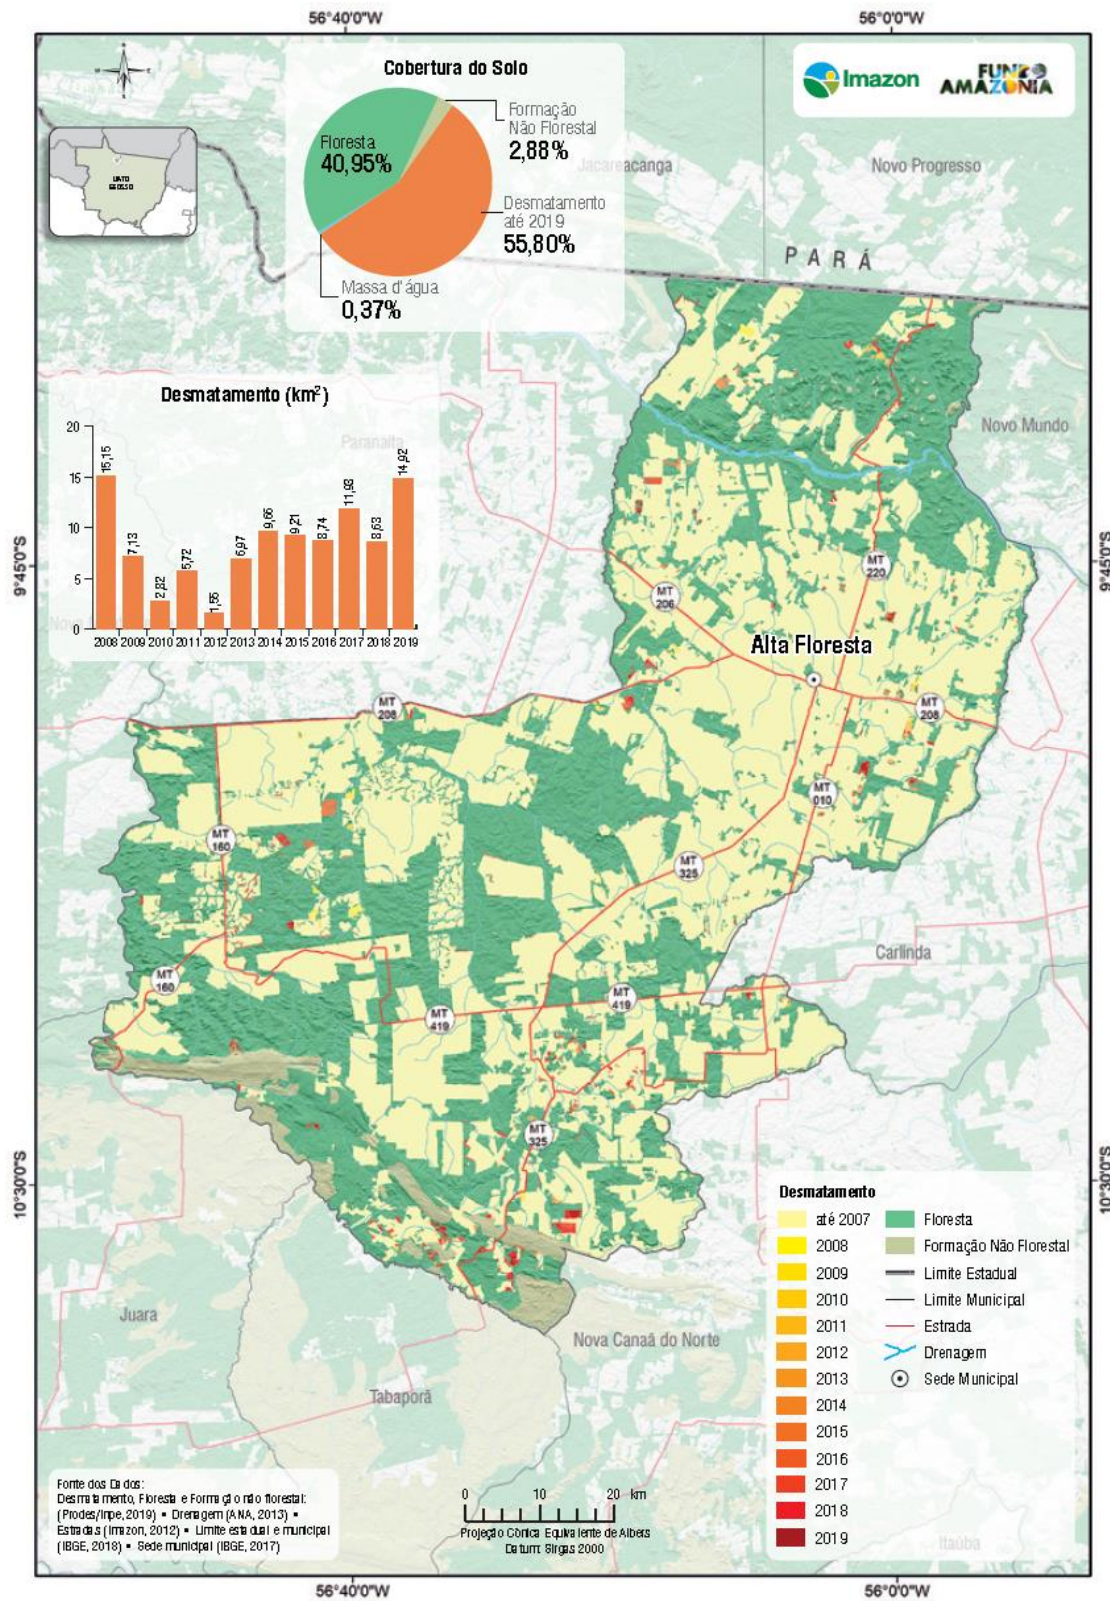 56°40'0"W
56°0'0"W
Cobertura do Solo
Floresta
40,95%
Formação
Não Florestal
2,88%
Desmatamento
até 2019
55,80%
Massa d'água
0,37%
Imazon
FUNDO
AMAZONIA
MATO
GROSSO
Jacareacanga
Novo Progresso
PARÁ
Desmatamento (km²)
20
15
10
5
0
15,15
7,13
2,82
5,72
1,55
6,97
9,66
9,21
8,74
11,93
8,63
14,92
2008 2009 2010 2011 2012 2013 2014 2015 2016 2017 2018 2019
Paranaíta
Novo Mundo
9°45'0"S
9°45'0"S
MT
220
MT
206
Alta Floresta
MT
208
MT
208
MT
010
MT
160
MT
325
Carlinda
MT
160
MT
419
MT
419
MT
325
10°30'0"S
10°30'0"S
Juara
Nova Canaã do Norte
Tabaporã
Itaúba
Desmatamento
até 2007
2008
2009
2010
2011
2012
2013
2014
2015
2016
2017
2018
2019
Floresta
Formação Não Florestal
Limite Estadual
Limite Municipal
Estrada
Drenagem
Sede Municipal
Fonte dos Dados:
Desmatamento, Floresta e Formação não florestal:
(Prodes/Inpe, 2019) • Drenagem (ANA, 2013) •
Estradas (Imazon, 2012) • Limite estadual e municipal
(IBGE, 2018) • Sede municipal (IBGE, 2017)
0 10 20 km
Projeção Cônica Equivalente de Albers
Datum: Sirgas 2000
56°40'0"W
56°0'0"W